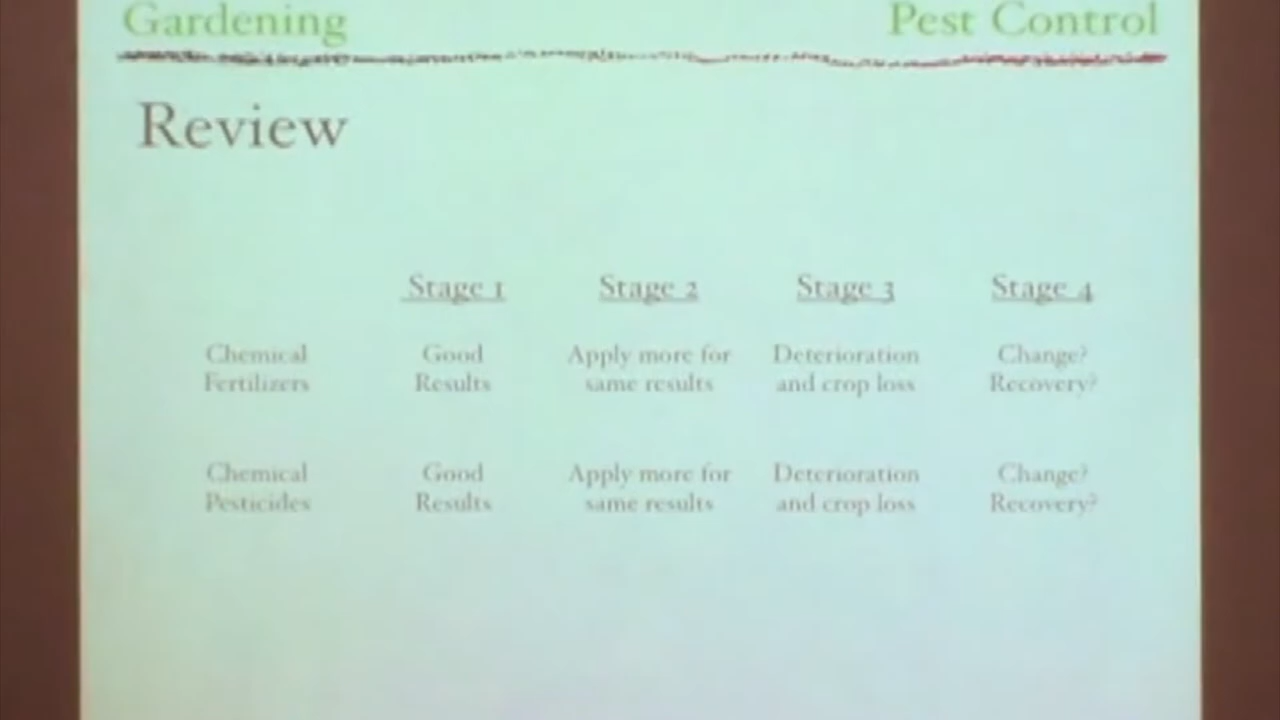 Gardening Pest Control
Review
Stage 1 Stage 2 Stage 3 Stage 4
Chemical Good Apply more for Deterioration Change?
Fertilizers Results same results and crop loss Recovery?
Chemical Good Apply more for Deterioration Change?
Pesticides Results same results and crop loss Recovery?